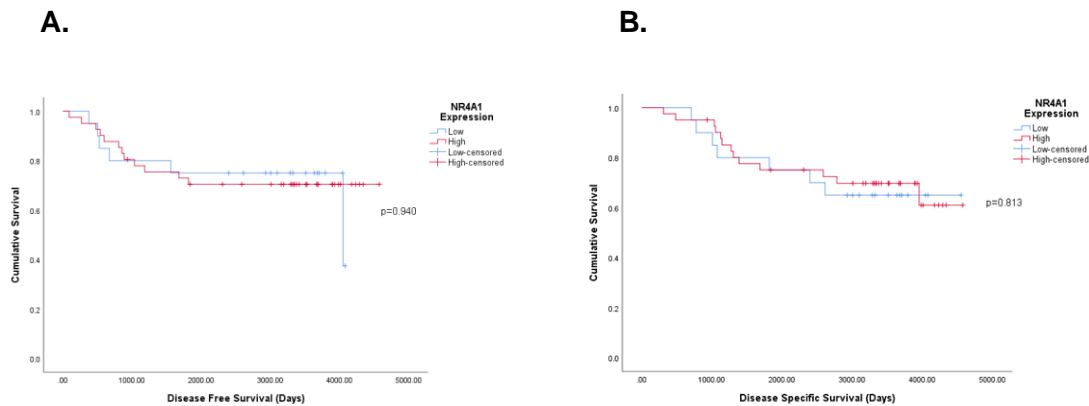 A.
B.
NR4A1
Expression
Low
High
Low-censored
High-censored
Cumulative Survival
1.0
0.8
0.6
0.4
0.2
0.0
p=0.940
.00
1000.00
2000.00
3000.00
4000.00
5000.00
Disease Free Survival (Days)
NR4A1
Expression
Low
High
Low-censored
High-censored
Cumulative Survival
1.0
0.8
0.6
0.4
0.2
0.0
p=0.813
.00
1000.00
2000.00
3000.00
4000.00
5000.00
Disease Specific Survival (Days)